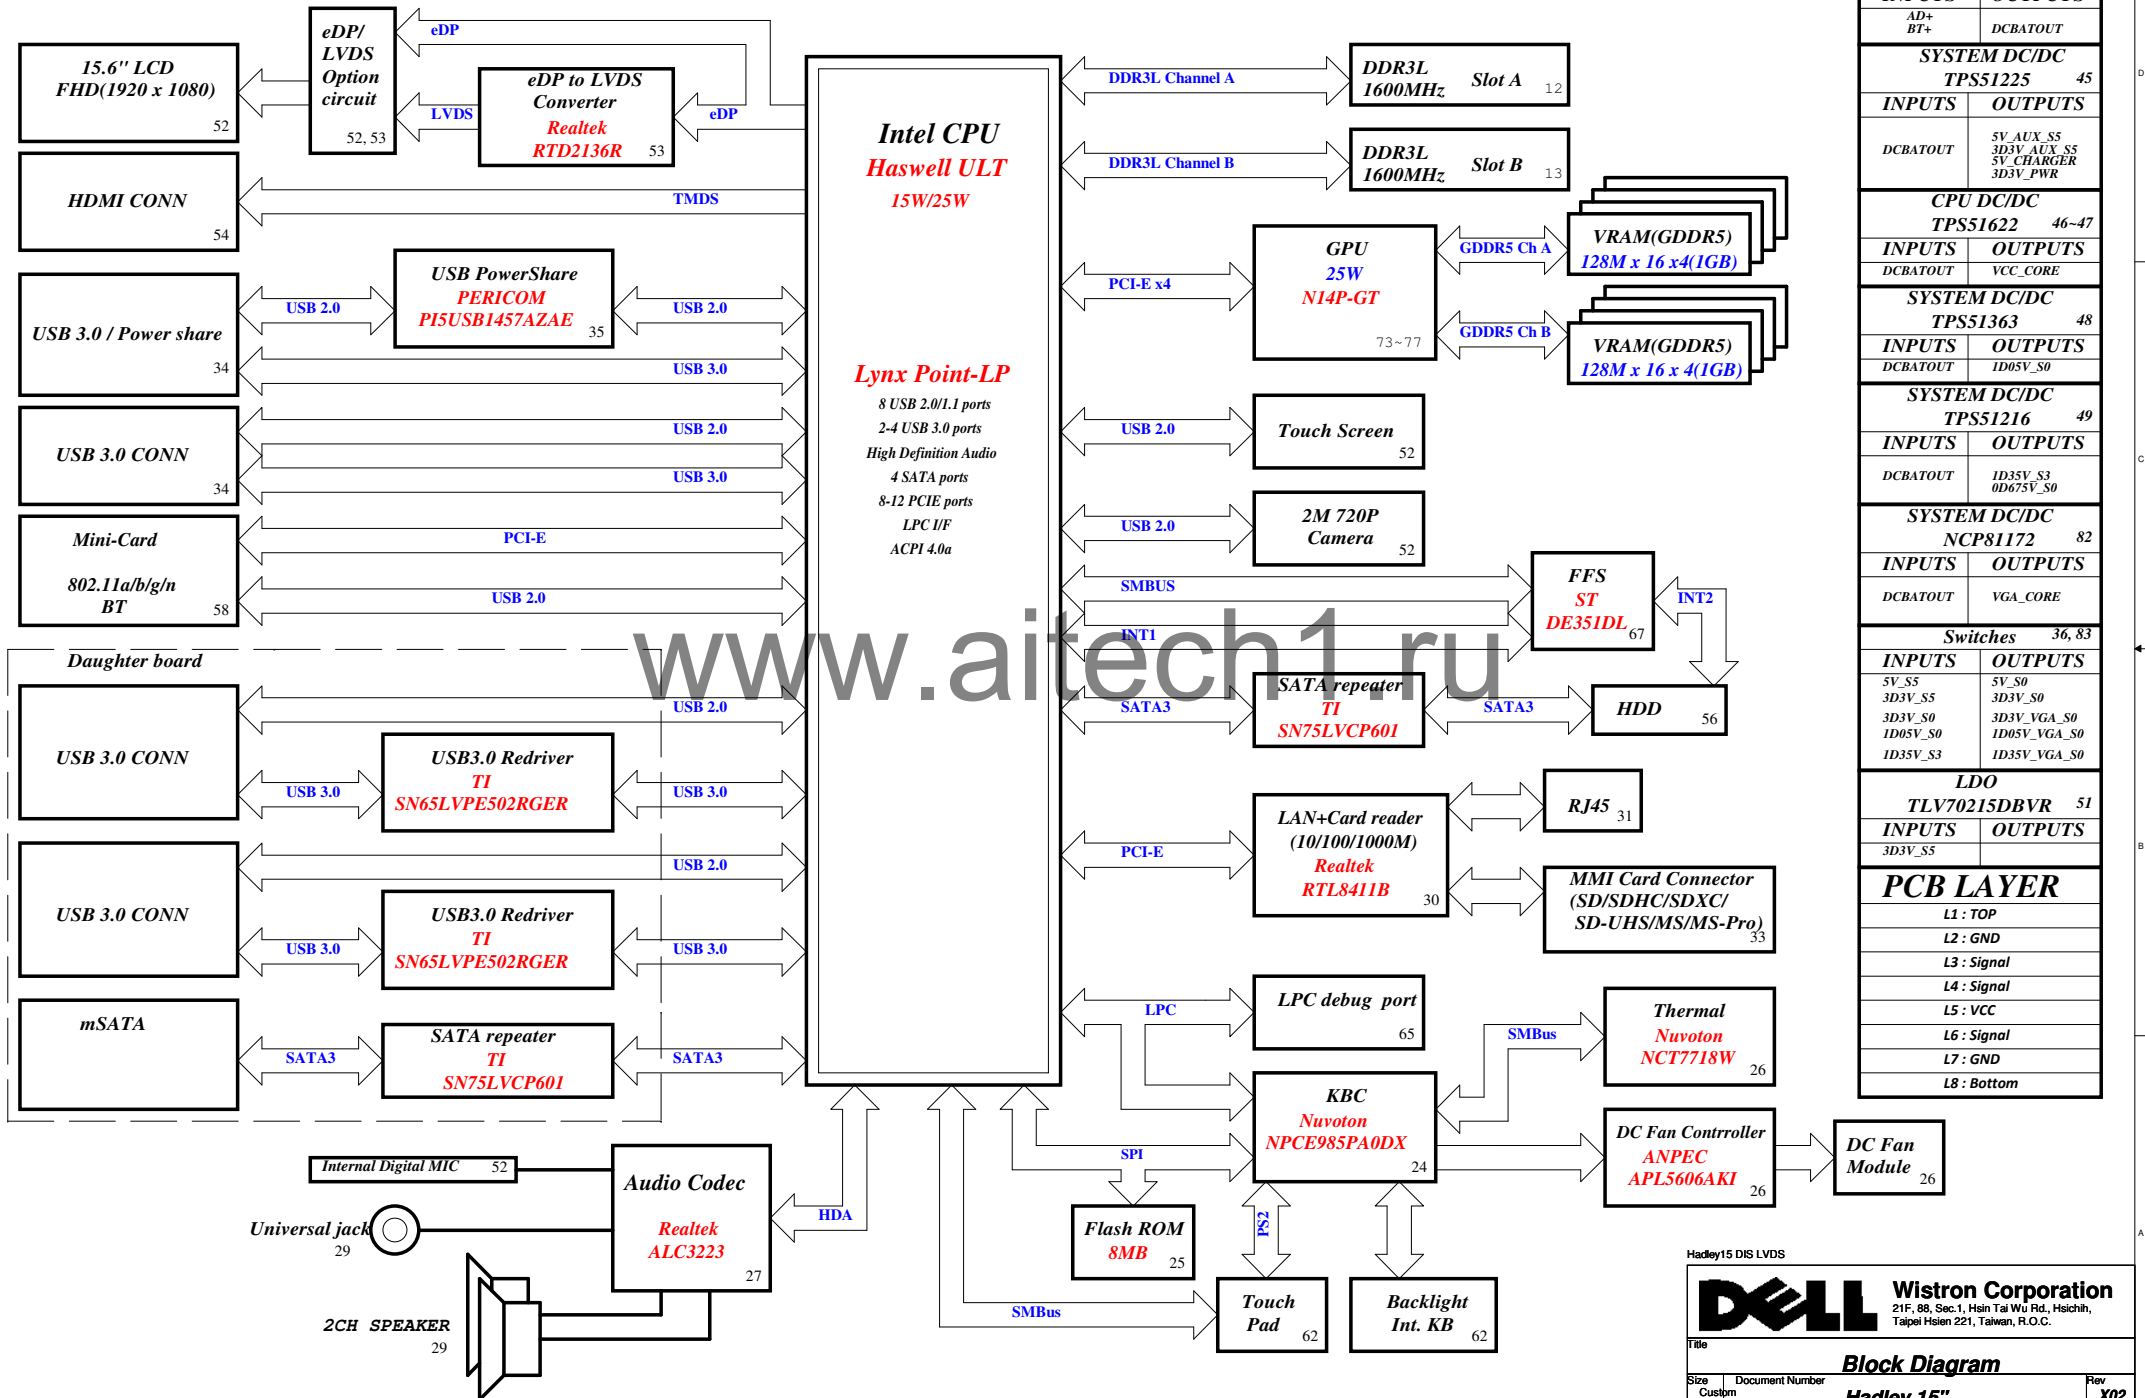 15.6" LCD
FHD(1920 x 1080)
52
eDP/
LVDS
Option
circuit
52, 53
eDP
LVDS
eDP to LVDS
Converter
Realtek
RTD2136R
53
eDP
HDMI CONN
54
TMDS
USB 3.0 / Power share
34
USB 2.0
USB PowerShare
PERICOM
PI5USB1457AZAE
35
USB 2.0
USB 3.0
USB 3.0 CONN
34
USB 2.0
USB 3.0
Mini-Card
802.11a/b/g/n
BT
58
PCI-E
USB 2.0
Daughter board
USB 3.0 CONN
USB 2.0
USB 3.0
USB3.0 Redriver
TI
SN65LVPE502RGER
USB 3.0
USB 3.0 CONN
USB 2.0
USB 3.0
USB3.0 Redriver
TI
SN65LVPE502RGER
USB 3.0
mSATA
SATA3
SATA repeater
TI
SN75LVCP601
SATA3
Internal Digital MIC 52
Universal jack
29
2CH SPEAKER
29
Audio Codec
Realtek
ALC3223
27
HDA
Intel CPU
Haswell ULT
15W/25W
Lynx Point-LP
8 USB 2.0/1.1 ports
2-4 USB 3.0 ports
High Definition Audio
4 SATA ports
8-12 PCIE ports
LPC I/F
ACPI 4.0a
www.aitech1.ru
DDR3L Channel A
DDR3L
1600MHz Slot A 12
DDR3L Channel B
DDR3L
1600MHz Slot B 13
PCI-E x4
GPU
25W
N14P-GT
73~77
GDDR5 Ch A
VRAM(GDDR5)
128M x 16 x4(1GB)
GDDR5 Ch B
VRAM(GDDR5)
128M x 16 x 4(1GB)
USB 2.0
Touch Screen
52
USB 2.0
2M 720P
Camera
52
SMBUS
INT1
FFS
ST
DE351DL
67
INT2
SATA3
SATA repeater
TI
SN75LVCP601
SATA3
HDD
56
PCI-E
LAN+Card reader
(10/100/1000M)
Realtek
RTL8411B
30
RJ45
31
MMI Card Connector
(SD/SDHC/SDXC/
SD-UHS/MS/MS-Pro)
33
LPC
LPC debug port
65
KBC
Nuvoton
NPCE985PA0DX
24
SMBus
Thermal
Nuvoton
NCT7718W
26
DC Fan Contrroller
ANPEC
APL5606AKI
26
DC Fan
Module
26
SPI
Flash ROM
8MB
25
SMBus
PS2
Touch
Pad
62
Backlight
Int. KB
62
INPUTS OUTPUTS
AD+
BT+
DCBATOUT
SYSTEM DC/DC
TPS51225 45
INPUTS OUTPUTS
DCBATOUT
5V_AUX_S5
3D3V_AUX_S5
5V_CHARGER
3D3V_PWR
CPU DC/DC
TPS51622 46~47
INPUTS OUTPUTS
DCBATOUT VCC_CORE
SYSTEM DC/DC
TPS51363 48
INPUTS OUTPUTS
DCBATOUT 1D05V_S0
SYSTEM DC/DC
TPS51216 49
INPUTS OUTPUTS
DCBATOUT
1D35V_S3
0D675V_S0
SYSTEM DC/DC
NCP81172 82
INPUTS OUTPUTS
DCBATOUT VGA_CORE
Switches 36, 83
INPUTS OUTPUTS
5V_S5 5V_S0
3D3V_S5 3D3V_S0
3D3V_S0 3D3V_VGA_S0
1D05V_S0 1D05V_VGA_S0
1D35V_S3 1D35V_VGA_S0
LDO
TLV70215DBVR 51
INPUTS OUTPUTS
3D3V_S5
PCB LAYER
L1 : TOP
L2 : GND
L3 : Signal
L4 : Signal
L5 : VCC
L6 : Signal
L7 : GND
L8 : Bottom
D
C
B
A
Hadley15 DIS LVDS
DELL
Wistron Corporation
21F, 88, Sec.1, Hsin Tai Wu Rd., Hsichih,
Taipei Hsien 221, Taiwan, R.O.C.
Title
Block Diagram
Size Document Number Rev
Custom Hadley 15" X02